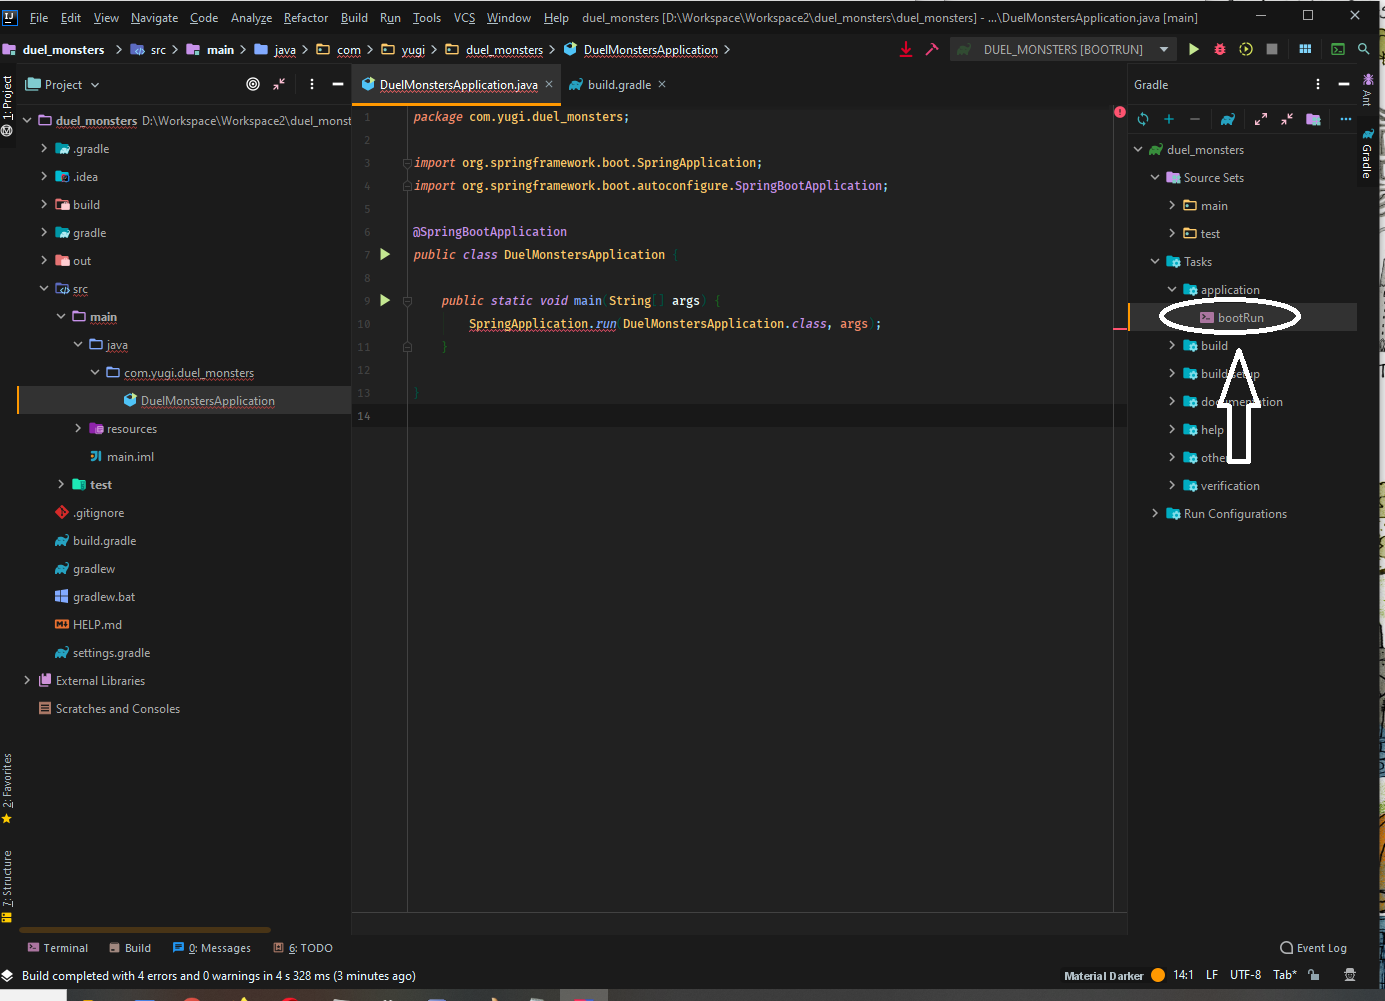 File Edit View Navigate Code Analyze Refactor Build Run Tools VCS Window Help duel_monsters [D:\Workspace\Workspace2\duel_monsters\duel_monsters] - ...\DuelMonstersApplication.java [main]
duel_monsters src main java com yugi duel_monsters DuelMonstersApplication DUEL_MONSTERS [BOOTRUN]
1: Project
Project
duel_monsters D:\Workspace\Workspace2\duel_monst
.gradle
.idea
build
gradle
out
src
main
java
com.yugi.duel_monsters
DuelMonstersApplication
resources
main.iml
test
.gitignore
build.gradle
gradlew
gradlew.bat
HELP.md
settings.gradle
External Libraries
Scratches and Consoles
2: Favorites
7: Structure
DuelMonstersApplication.java build.gradle
1 package com.yugi.duel_monsters;
2
3 import org.springframework.boot.SpringApplication;
4 import org.springframework.boot.autoconfigure.SpringBootApplication;
5
6 @SpringBootApplication
7 public class DuelMonstersApplication {
8
9 public static void main(String[] args) {
10 SpringApplication.run(DuelMonstersApplication.class, args);
11 }
12
13 }
14
Gradle
duel_monsters
Source Sets
main
test
Tasks
application
bootRun
build
build setup
documentation
help
other
verification
Run Configurations
Ant
Gradle
Terminal Build 0: Messages 6: TODO Event Log
Build completed with 4 errors and 0 warnings in 4 s 328 ms (3 minutes ago) Material Darker 14:1 LF UTF-8 Tab*